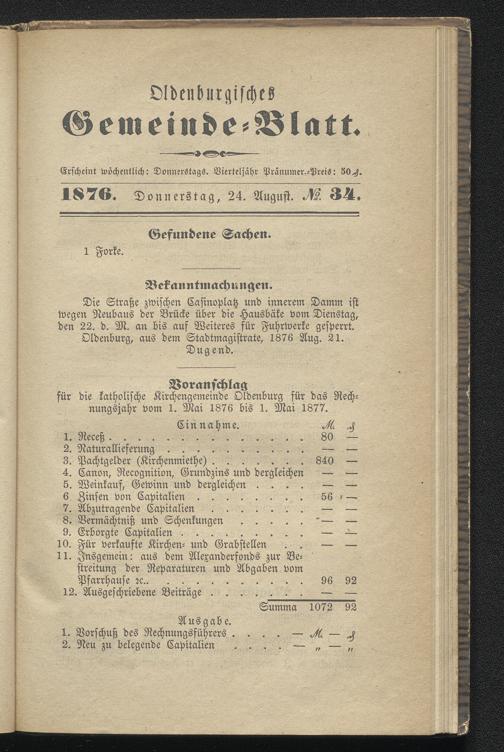 Oldenburgisches
Gemeinde-Blatt.
Erscheint wöchentlich: Donnerstags. Vierteljähr Pränumer.-Preis: 50 ₰.
1876. Donnerstag, 24. August. № 34.
Gefundene Sachen.
1 Forke.
Bekanntmachungen.
Die Straße zwischen Casinoplatz und innerem Damm ist
wegen Neubaus der Brücke über die Hausbäke vom Dienstag,
den 22. d. M. an bis auf Weiteres für Fuhrwerke gesperrt.
Oldenburg, aus dem Stadtmagistrate, 1876 Aug. 21.
Dugend.
Voranschlag
für die katholische Kirchengemeinde Oldenburg für das Rech-
nungsjahr vom 1. Mai 1876 bis 1. Mai 1877.
Einnahme. M. ₰
1. Receß . . . . . . . . . . . . . 80 —
2. Naturallieferung . . . . . . . . . . — —
3. Pachtgelder (Kirchenmiethe) . . . . . . 840 —
4. Canon, Recognition, Grundzins und dergleichen — —
5. Weinkauf, Gewinn und dergleichen . . . . — —
6 Zinsen von Capitalien . . . . . . . . 56 —
7. Abzutragende Capitalien . . . . . . . — —
8. Vermächtniß und Schenkungen . . . . . — —
9. Erborgte Capitalien . . . . . . . . . — —
10. Für verkaufte Kirchen- und Grabstellen . . — —
11. Insgemein: aus dem Alexanderfonds zur Be-
streitung der Reparaturen und Abgaben vom
Pfarrhause ꝛc.. . . . . . . . . . . 96 92
12. Ausgeschriebene Beiträge . . . . . . . — —
Summa 1072 92
Ausgabe.
1. Vorschuß des Rechnungsführers . . . . — M. — ₰
2. Neu zu belegende Capitalien . . . . — „ — „